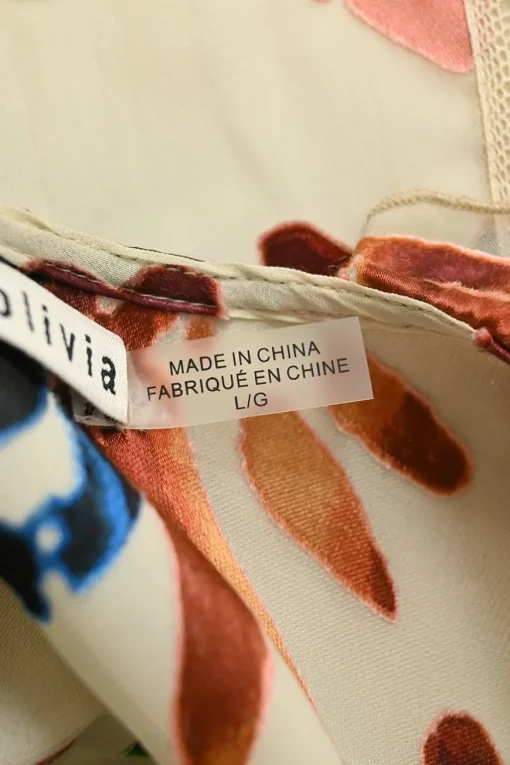 olivia
MADE IN CHINA
FABRIQUÉ EN CHINE
L/G